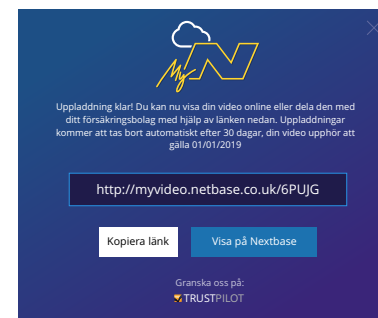 My N
Uppladdning klar! Du kan nu visa din video online eller dela den med
ditt försäkringsbolag med hjälp av länken nedan. Uppladdningar
kommer att tas bort automatiskt efter 30 dagar, din video upphör att
gälla 01/01/2019
http://myvideo.netbase.co.uk/6PUJG
Kopiera länk
Visa på Nextbase
Granska oss på:
TRUSTPILOT